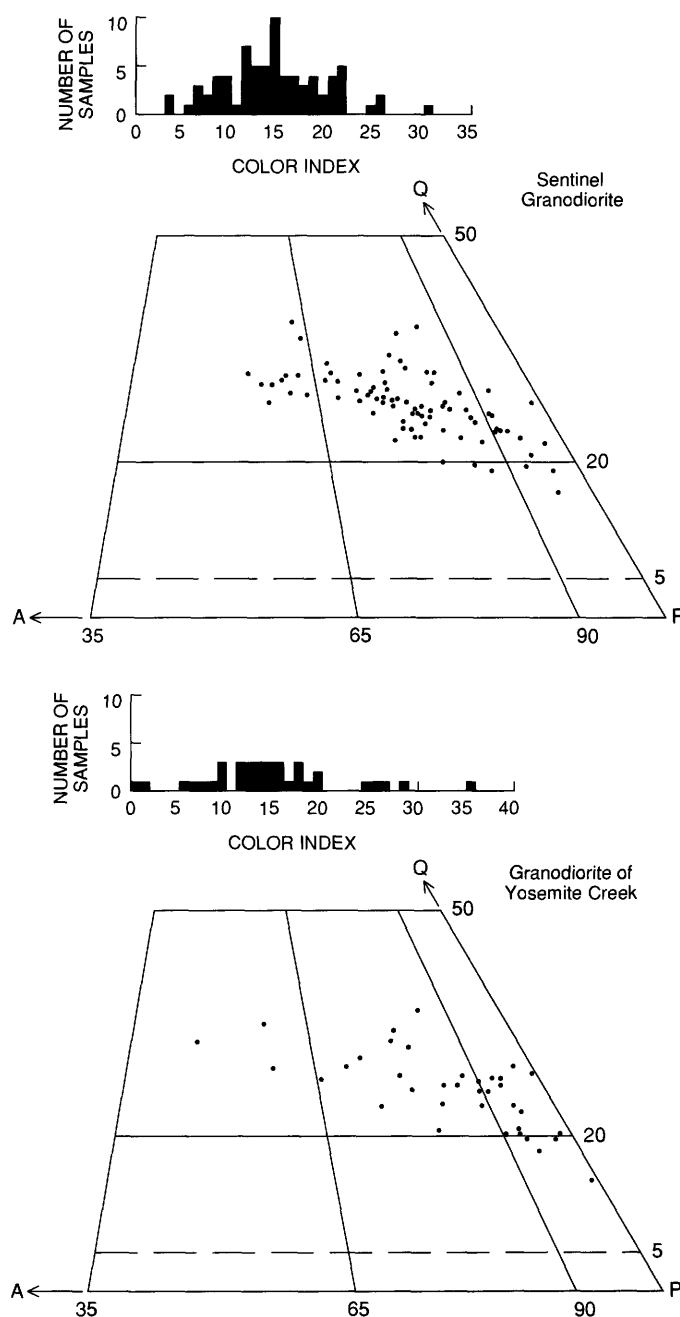 NUMBER OF
SAMPLES
10
5
0
0 5 10 15 20 25 30 35
COLOR INDEX
Sentinel
Granodiorite
Q
50
20
5
A P
35 65 90
NUMBER OF
SAMPLES
10
5
0
0 5 10 15 20 25 30 35 40
COLOR INDEX
Granodiorite of
Yosemite Creek
Q
50
20
5
A P
35 65 90